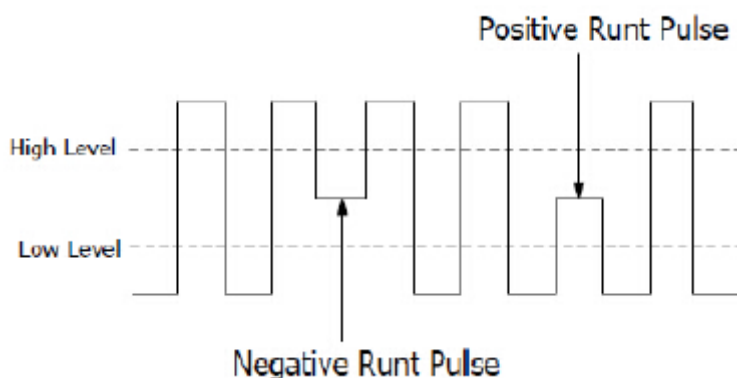 Positive Runt Pulse
High Level
Low Level
Negative Runt Pulse